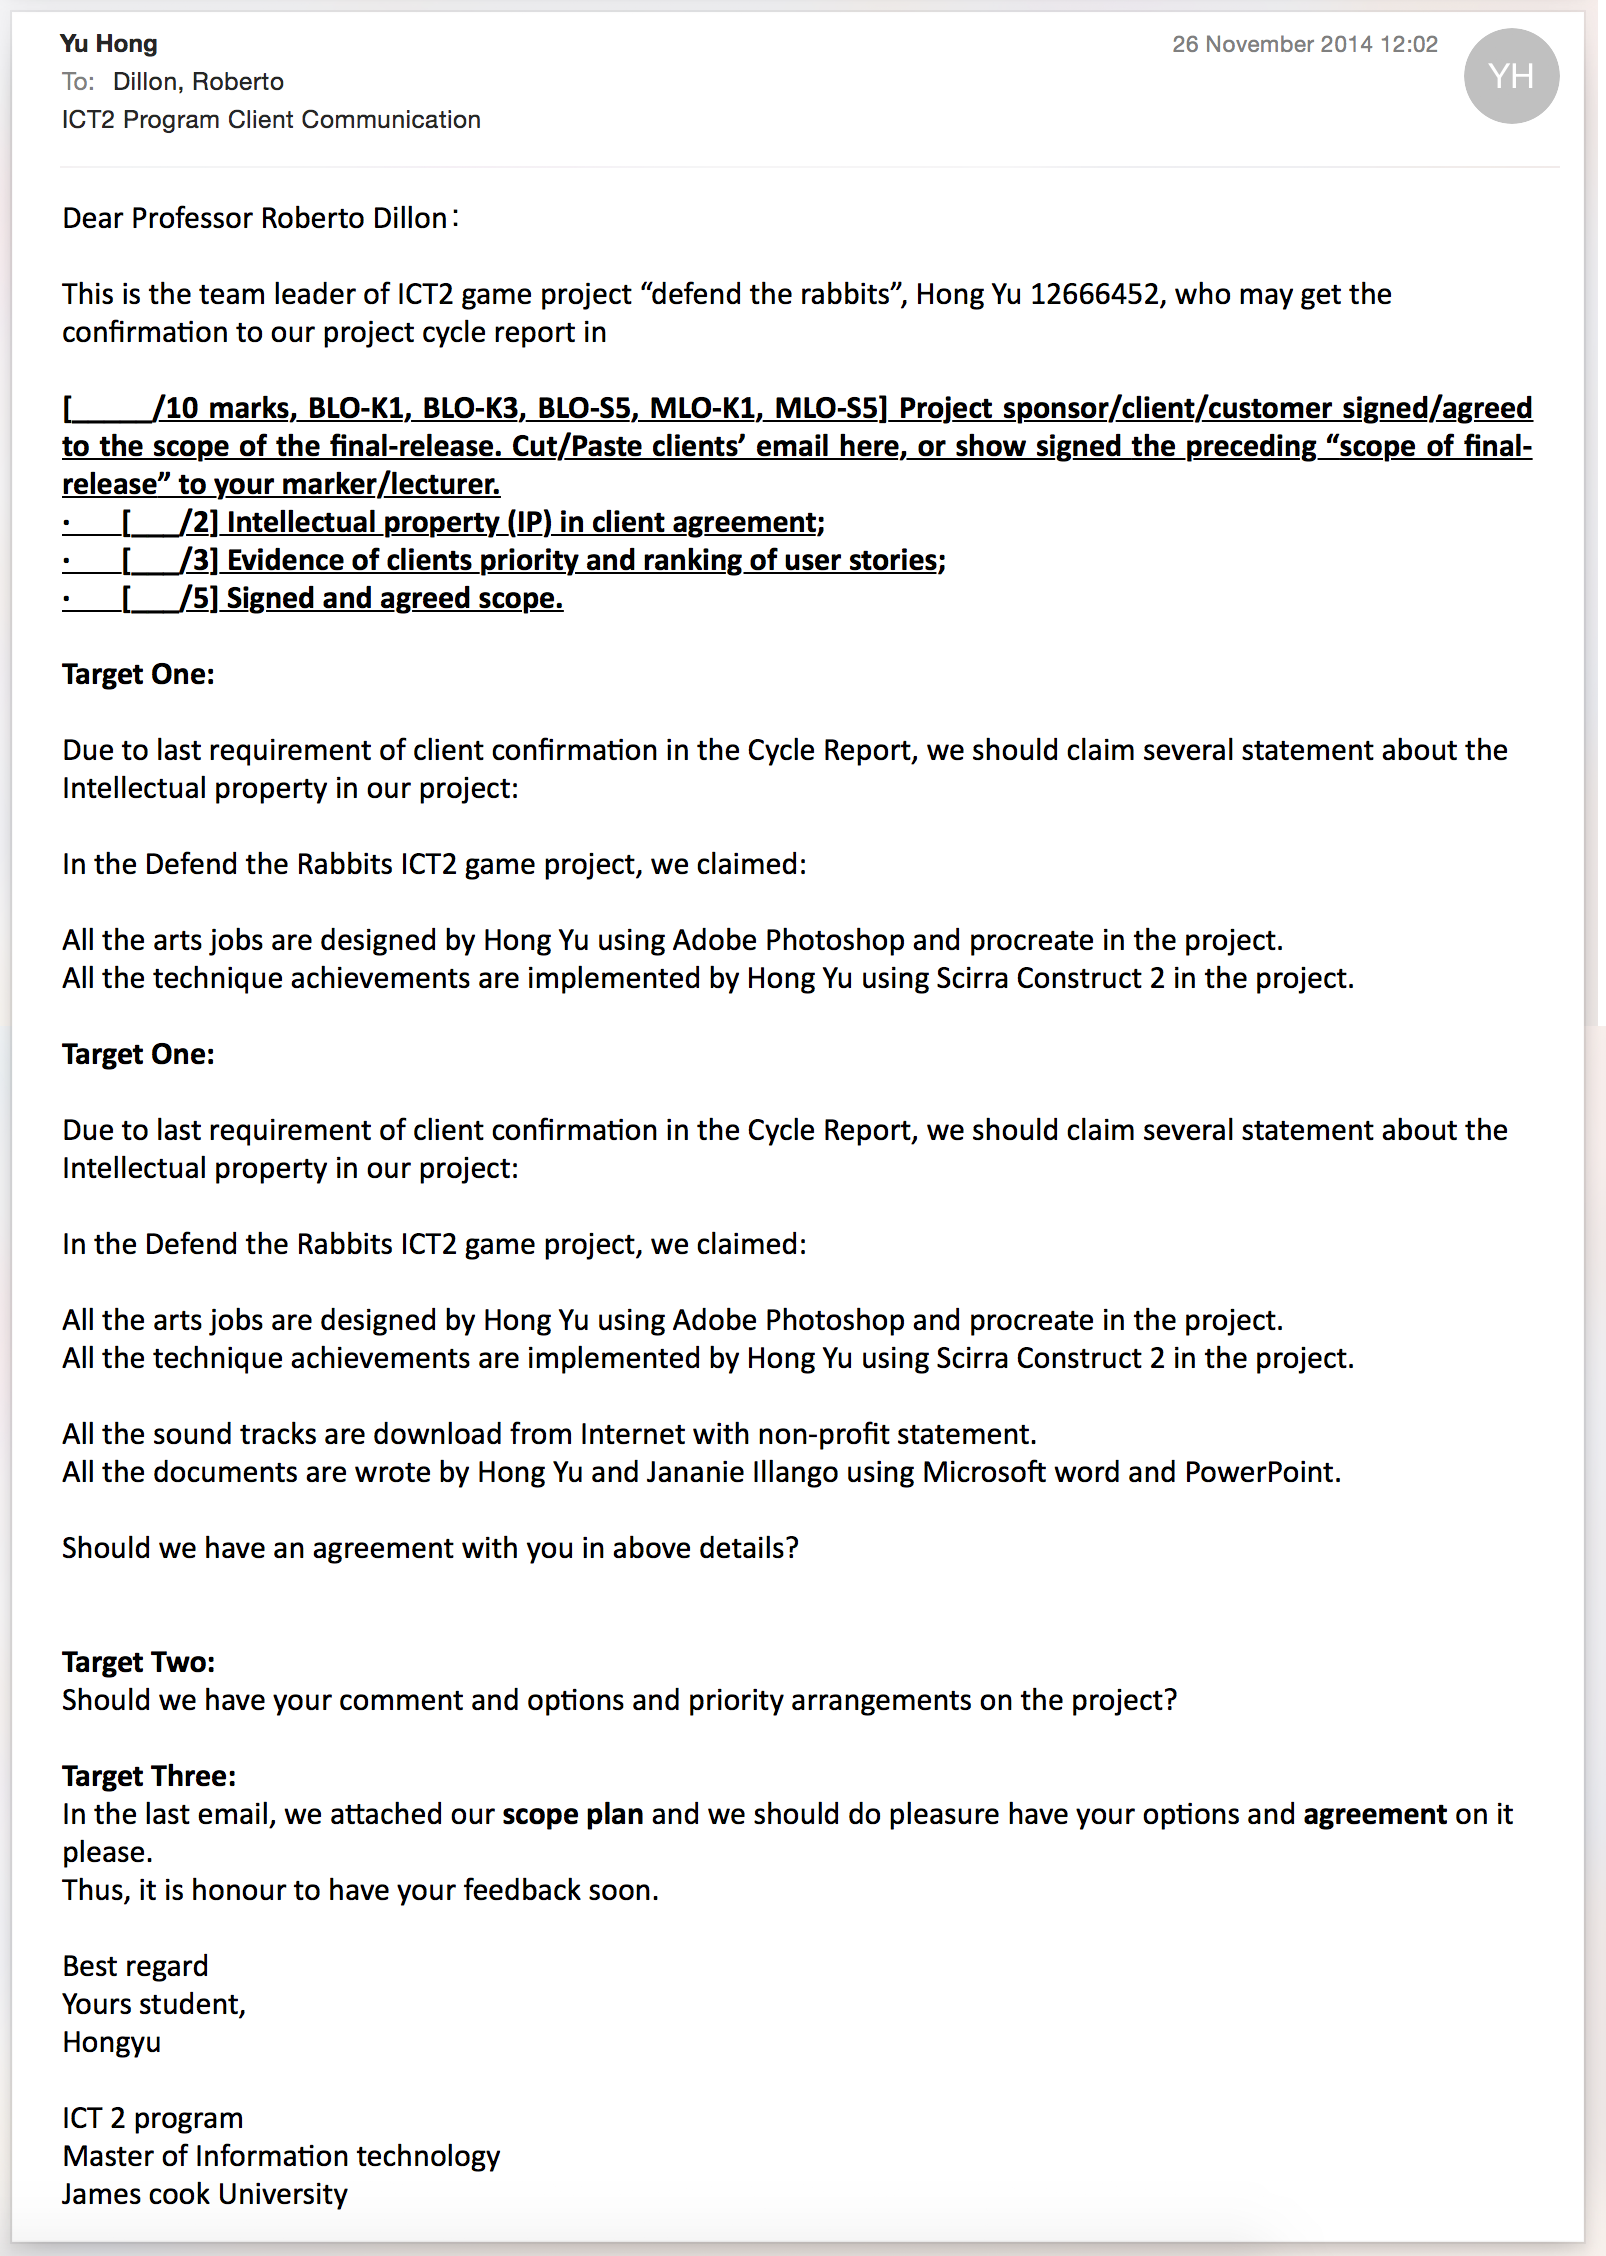 Yu Hong
26 November 2014 12:02
YH
To: Dillon, Roberto
ICT2 Program Client Communication
Dear Professor Roberto Dillon:
This is the team leader of ICT2 game project “defend the rabbits”, Hong Yu 12666452, who may get the
confirmation to our project cycle report in
[_____/10 marks, BLO-K1, BLO-K3, BLO-S5, MLO-K1, MLO-S5] Project sponsor/client/customer signed/agreed
to the scope of the final-release. Cut/Paste clients’ email here, or show signed the preceding “scope of final-
release” to your marker/lecturer.
· [___/2] Intellectual property (IP) in client agreement;
· [___/3] Evidence of clients priority and ranking of user stories;
· [___/5] Signed and agreed scope.
Target One:
Due to last requirement of client confirmation in the Cycle Report, we should claim several statement about the
Intellectual property in our project:
In the Defend the Rabbits ICT2 game project, we claimed:
All the arts jobs are designed by Hong Yu using Adobe Photoshop and procreate in the project.
All the technique achievements are implemented by Hong Yu using Scirra Construct 2 in the project.
Target One:
Due to last requirement of client confirmation in the Cycle Report, we should claim several statement about the
Intellectual property in our project:
In the Defend the Rabbits ICT2 game project, we claimed:
All the arts jobs are designed by Hong Yu using Adobe Photoshop and procreate in the project.
All the technique achievements are implemented by Hong Yu using Scirra Construct 2 in the project.
All the sound tracks are download from Internet with non-profit statement.
All the documents are wrote by Hong Yu and Jananie Illango using Microsoft word and PowerPoint.
Should we have an agreement with you in above details?
Target Two:
Should we have your comment and options and priority arrangements on the project?
Target Three:
In the last email, we attached our scope plan and we should do pleasure have your options and agreement on it
please.
Thus, it is honour to have your feedback soon.
Best regard
Yours student,
Hongyu
ICT 2 program
Master of Information technology
James cook University